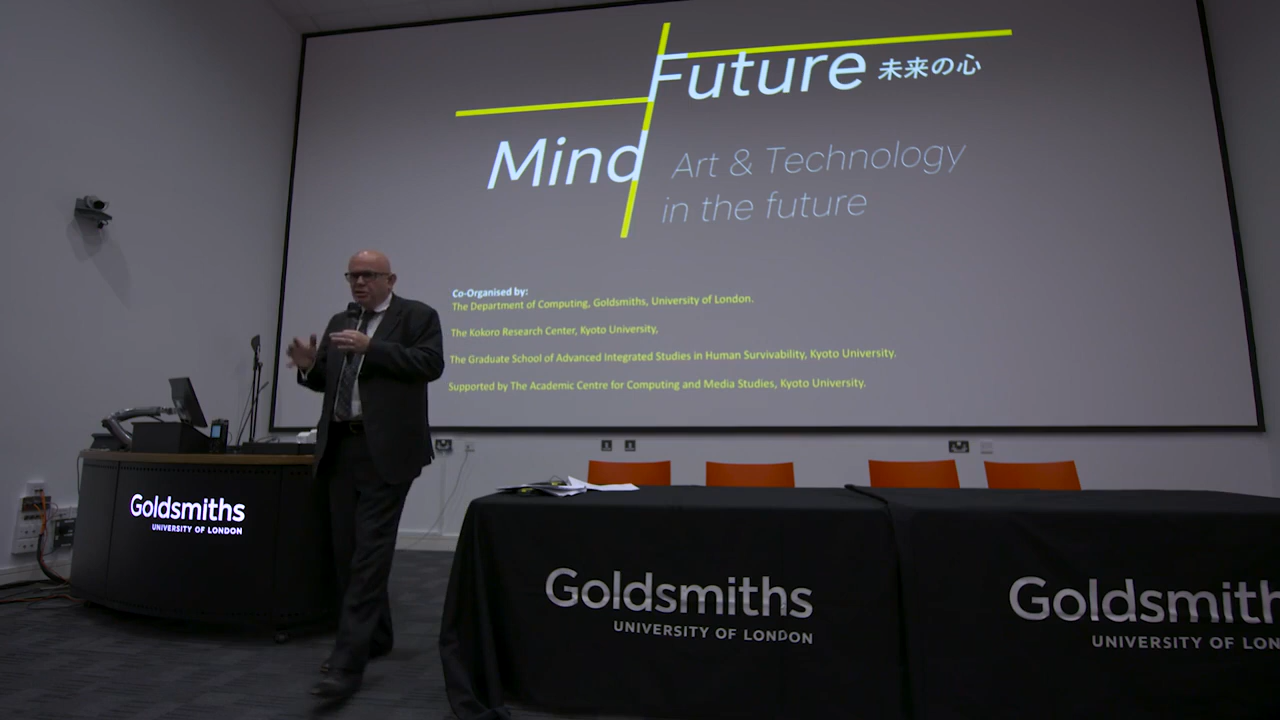 Future 未来の心
Mind
Art & Technology
in the future
Co-Organised by:
The Department of Computing, Goldsmiths, University of London.
The Kokoro Research Center, Kyoto University,
The Graduate School of Advanced Integrated Studies in Human Survivability, Kyoto University.
Supported by The Academic Centre for Computing and Media Studies, Kyoto University.
Goldsmiths
UNIVERSITY OF LONDON
Goldsmiths
UNIVERSITY OF LONDON
Goldsmith
UNIVERSITY OF LON